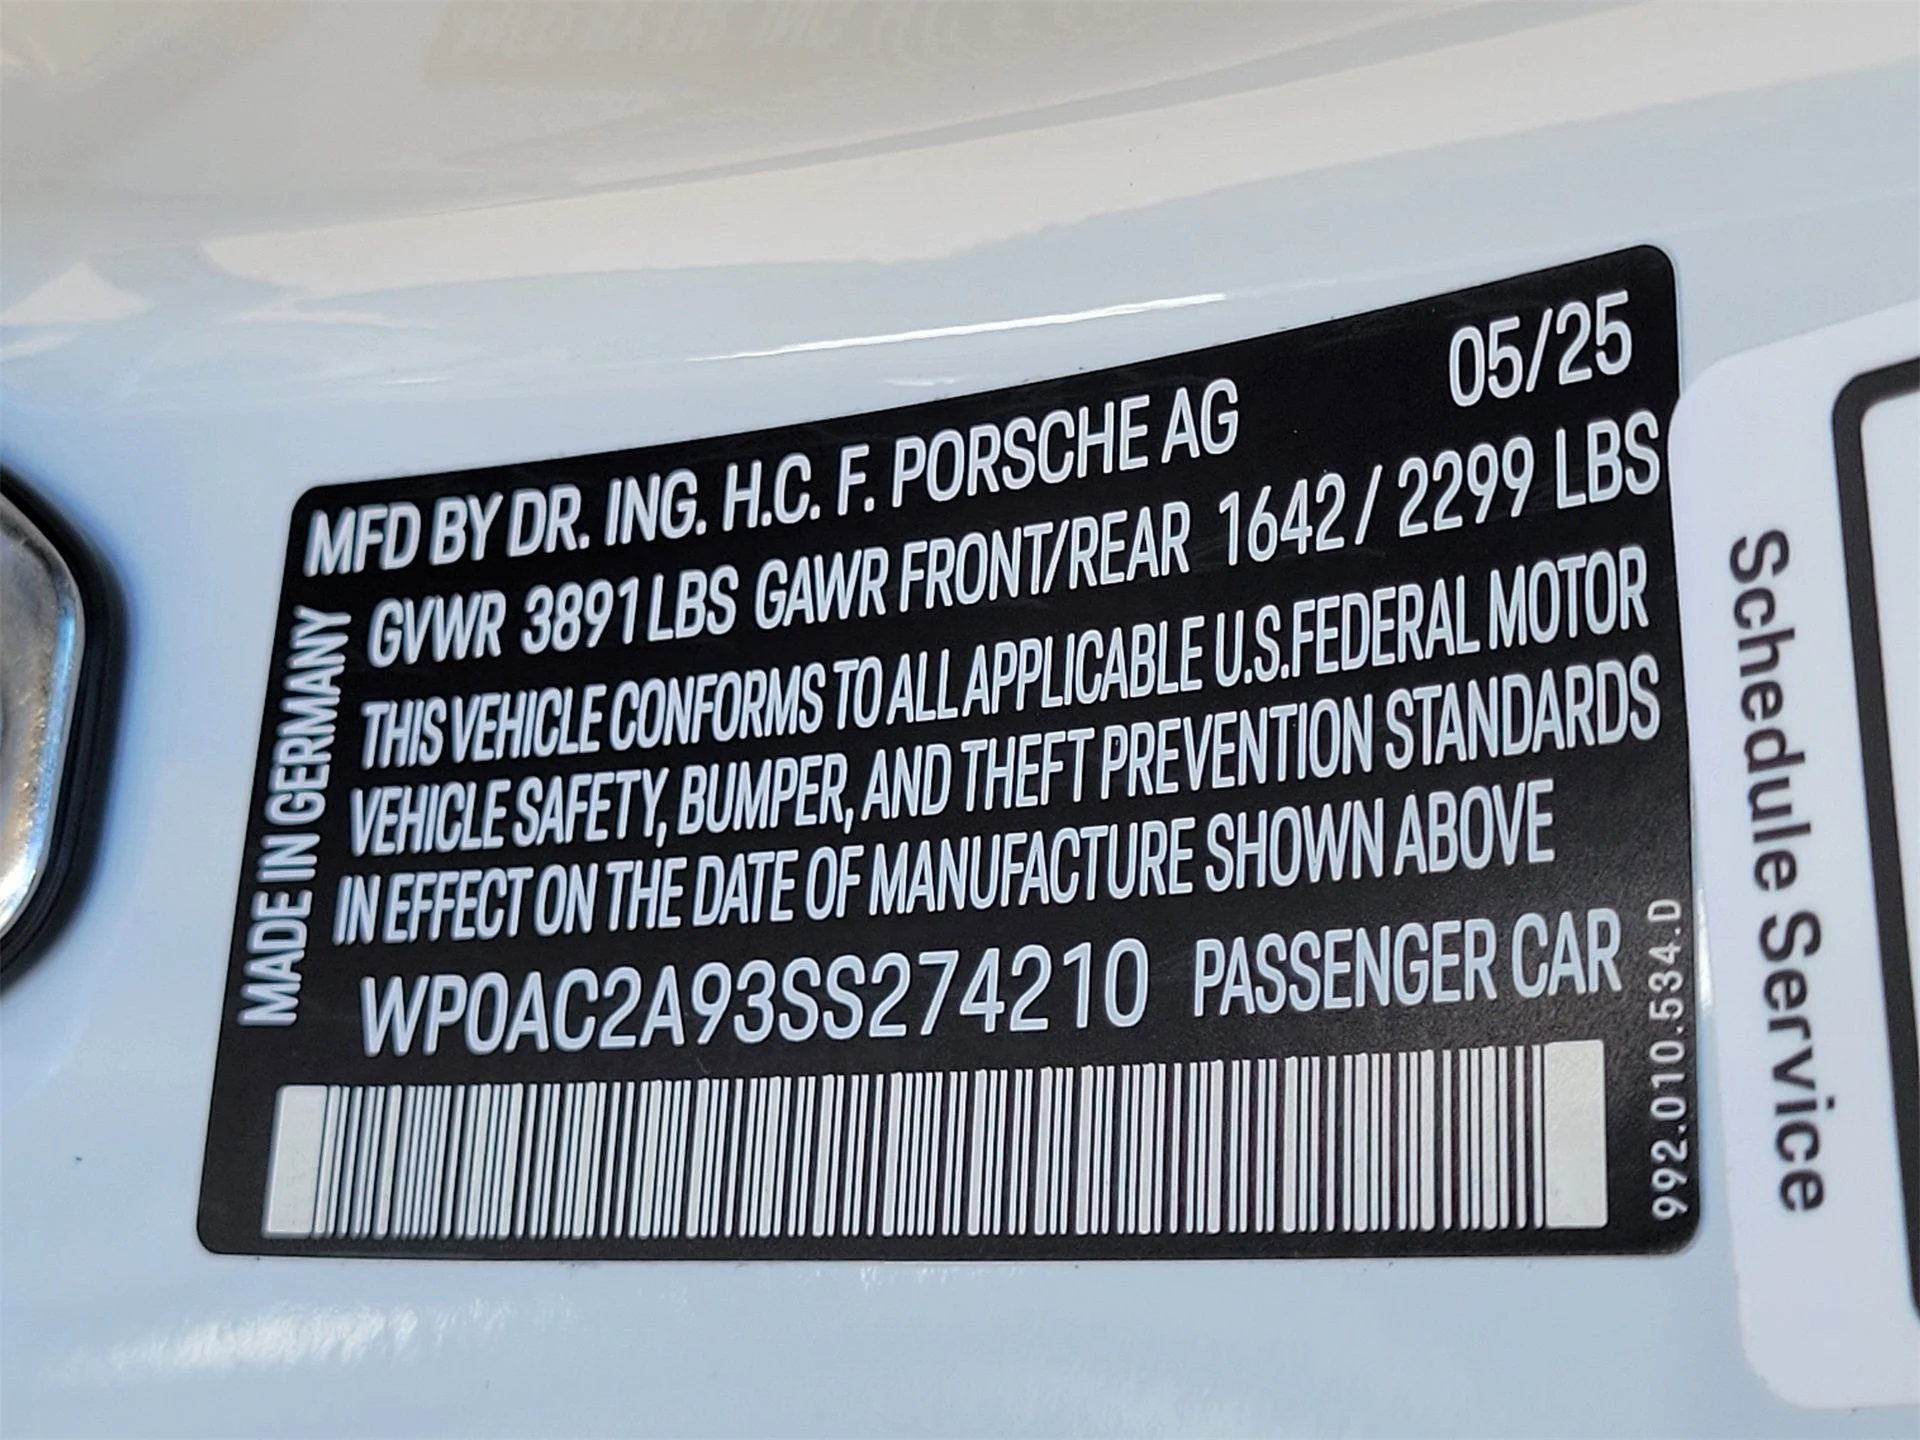 MFD BY DR. ING. H.C. F. PORSCHE AG 05/25
GVWR 3891 LBS GAWR FRONT/REAR 1642 / 2299 LBS
THIS VEHICLE CONFORMS TO ALL APPLICABLE U.S. FEDERAL MOTOR
VEHICLE SAFETY, BUMPER, AND THEFT PREVENTION STANDARDS
IN EFFECT ON THE DATE OF MANUFACTURE SHOWN ABOVE
WP0AC2A93SS274210 PASSENGER CAR
MADE IN GERMANY
992.010.534.D
Schedule Service